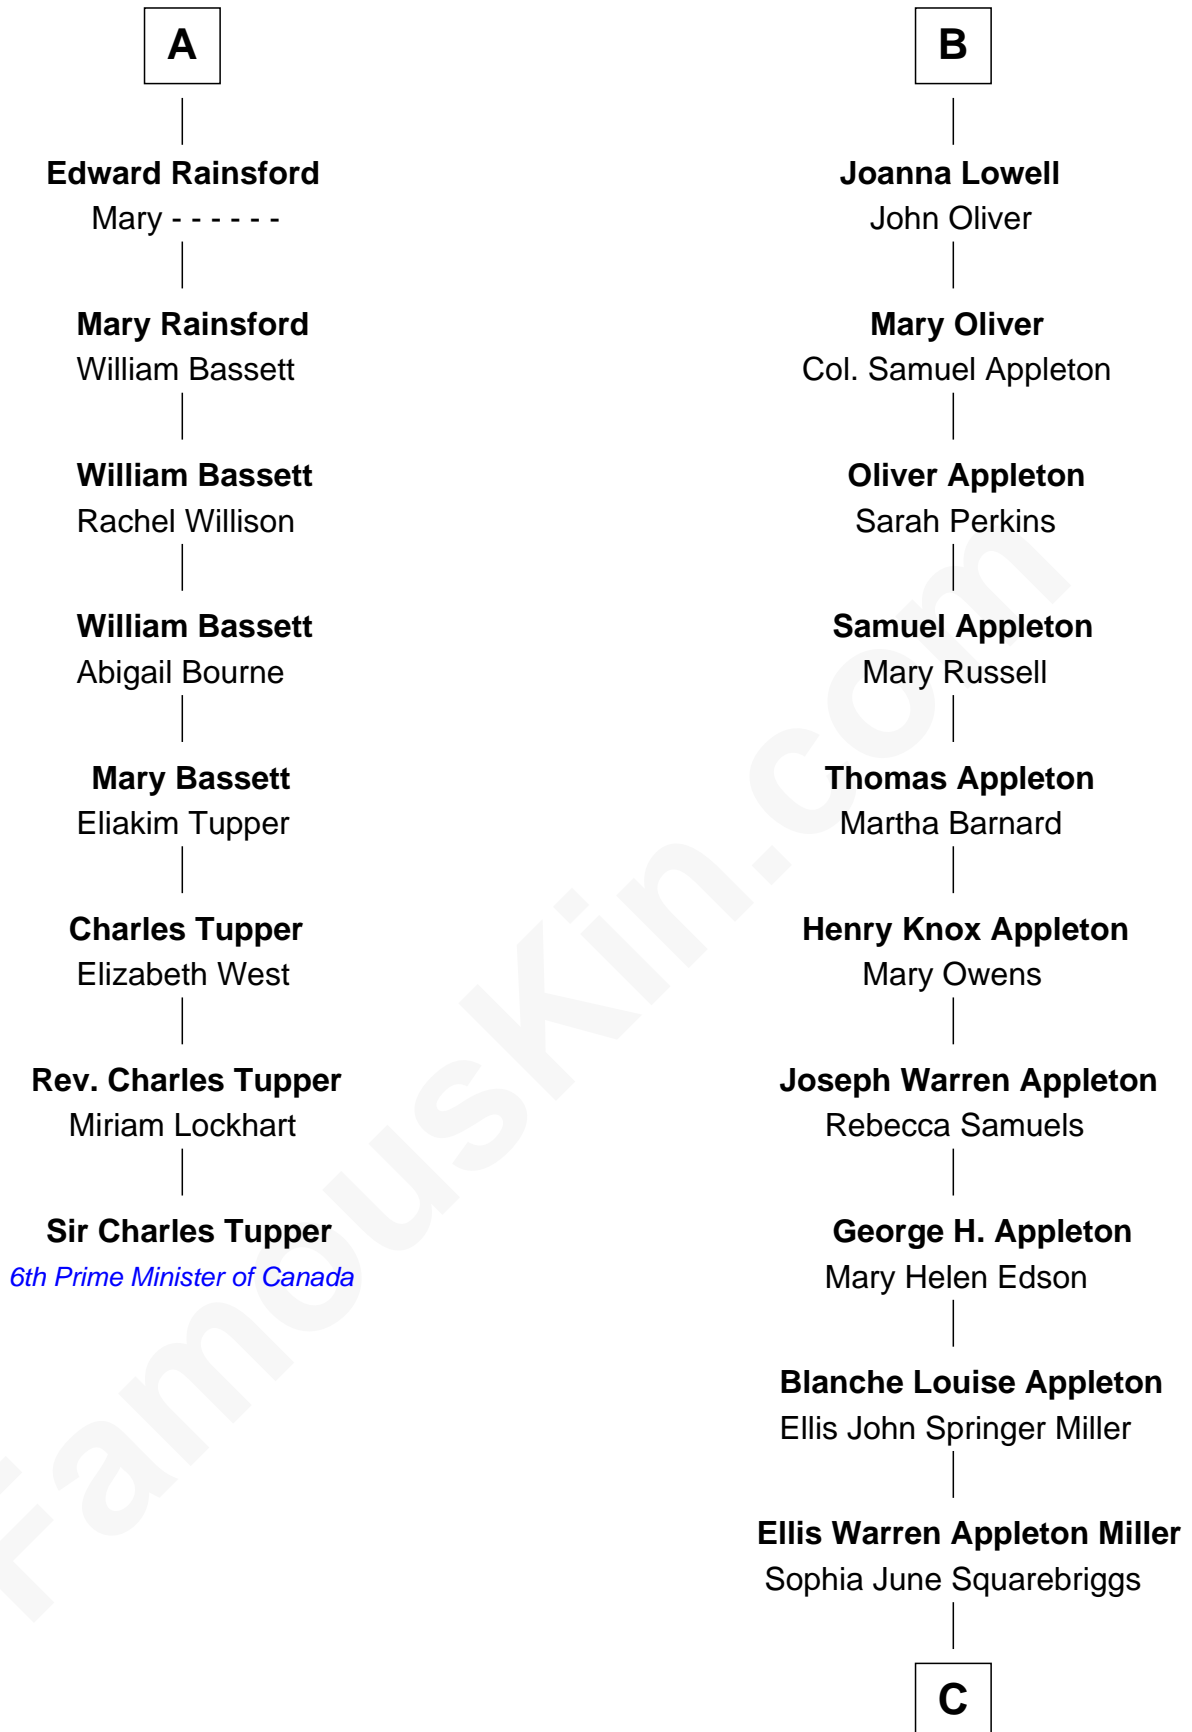 A
Edward Rainsford
Mary - - - - - -
Mary Rainsford
William Bassett
William Bassett
Rachel Willison
William Bassett
Abigail Bourne
Mary Bassett
Eliakim Tupper
Charles Tupper
Elizabeth West
Rev. Charles Tupper
Miriam Lockhart
Sir Charles Tupper
6th Prime Minister of Canada
B
Joanna Lowell
John Oliver
Mary Oliver
Col. Samuel Appleton
Oliver Appleton
Sarah Perkins
Samuel Appleton
Mary Russell
Thomas Appleton
Martha Barnard
Henry Knox Appleton
Mary Owens
Joseph Warren Appleton
Rebecca Samuels
George H. Appleton
Mary Helen Edson
Blanche Louise Appleton
Ellis John Springer Miller
Ellis Warren Appleton Miller
Sophia June Squarebriggs
C
FamousKin.com